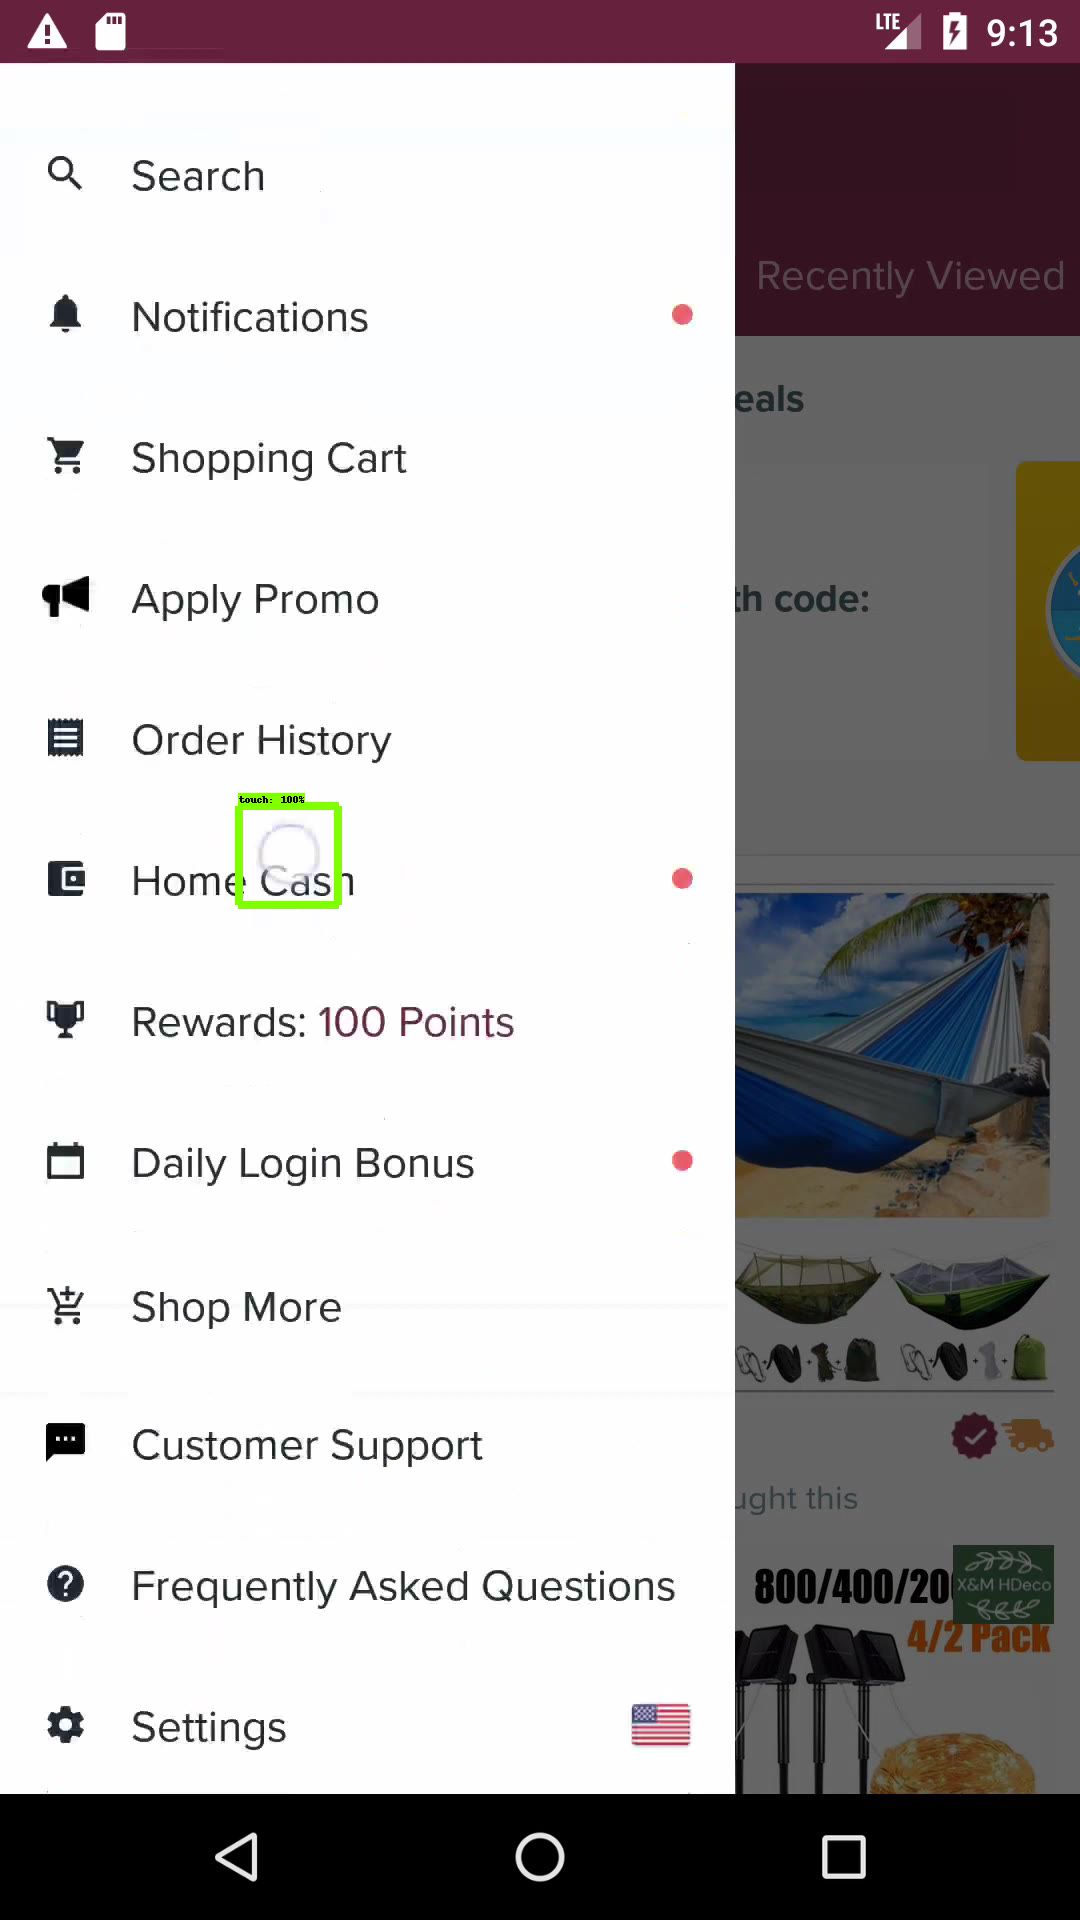 LTE 9:13
Search
Recently Viewed
Notifications
eals
Shopping Cart
Apply Promo
th code:
Order History
touch: 100%
Home Cash
Rewards: 100 Points
Daily Login Bonus
Shop More
Customer Support
ught this
Frequently Asked Questions
800/400/20
X&M HDeco
4/2 Pack
Settings